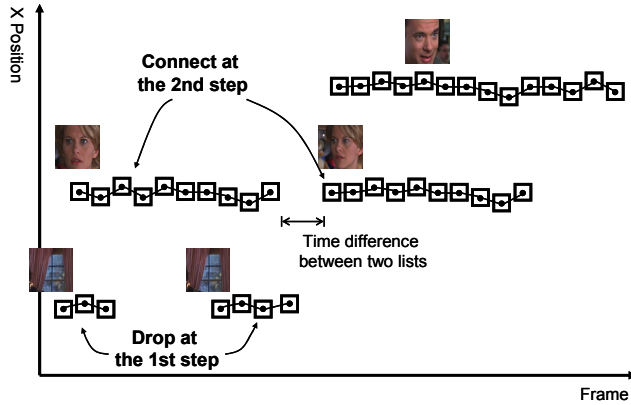 X Position
Connect at
the 2nd step
Time difference
between two lists
Drop at
the 1st step
Frame